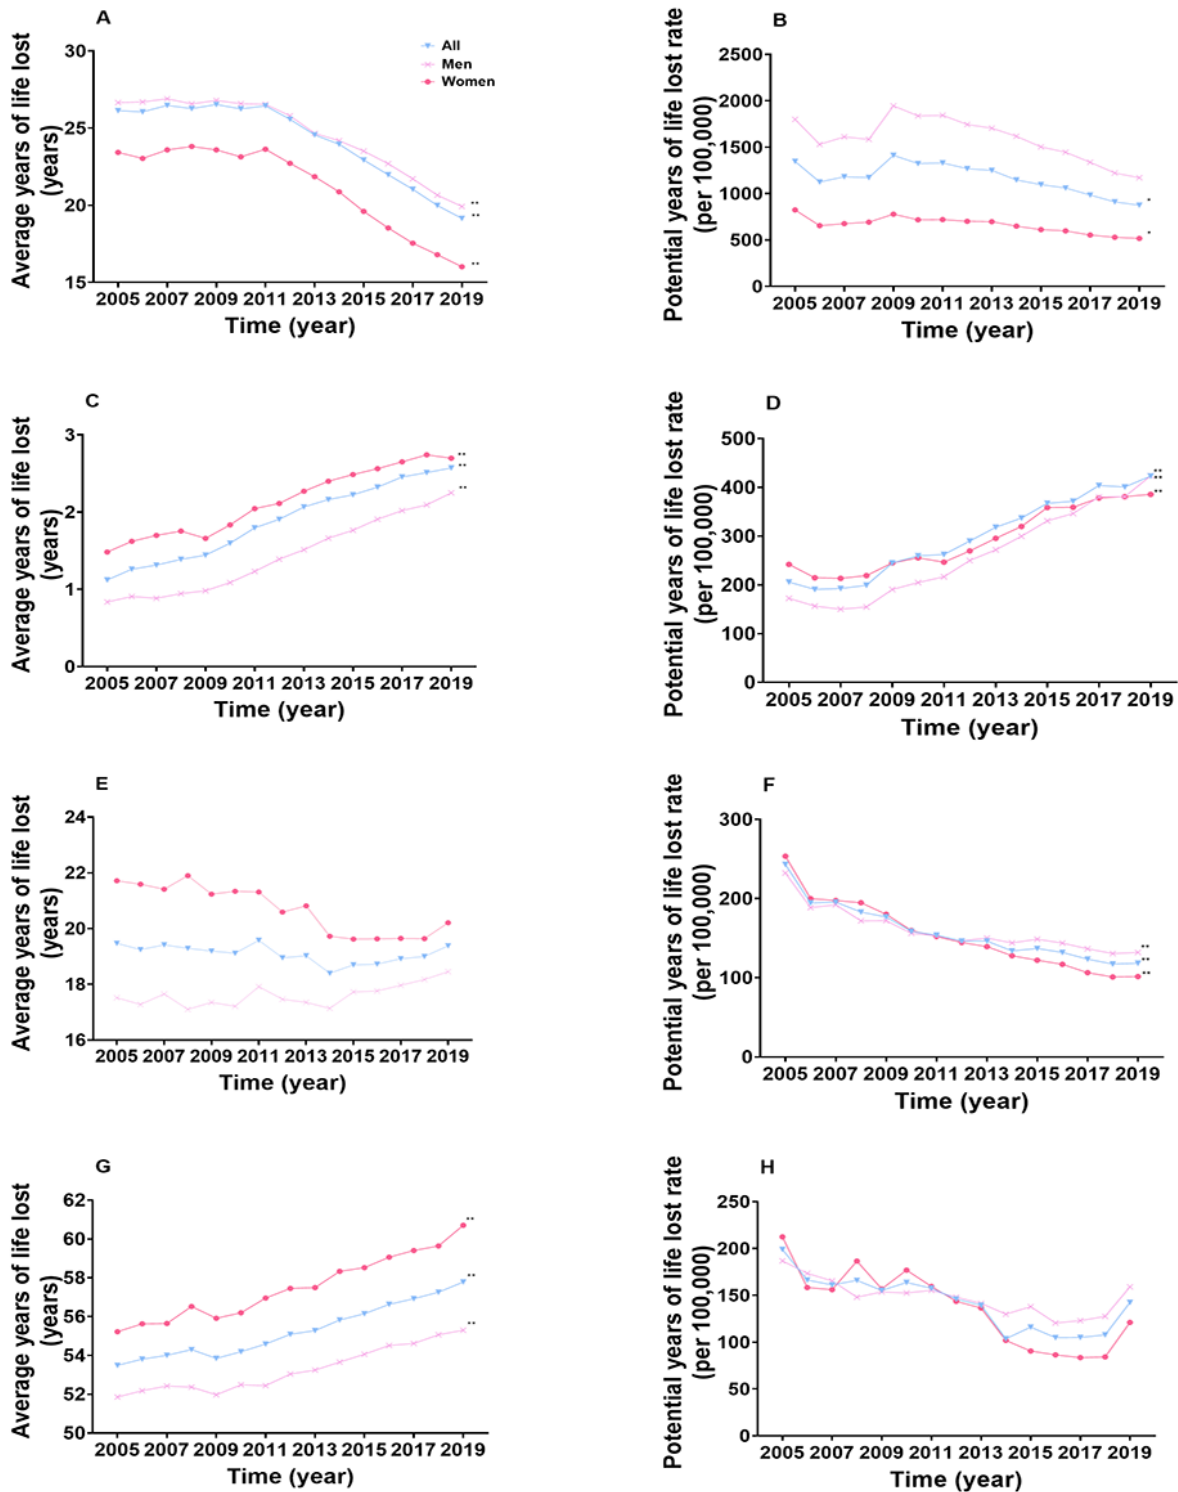 A
Average years of life lost
(years)
30
25
20
15
All
Men
Women
**
**
**
2005 2007 2009 2011 2013 2015 2017 2019
Time (year)
B
Potential years of life lost rate
(per 100,000)
2500
2000
1500
1000
500
0
*
*
2005 2007 2009 2011 2013 2015 2017 2019
Time (year)
C
Average years of life lost
(years)
3
2
1
0
**
**
**
2005 2007 2009 2011 2013 2015 2017 2019
Time (year)
D
Potential years of life lost rate
(per 100,000)
500
400
300
200
100
0
**
**
**
2005 2007 2009 2011 2013 2015 2017 2019
Time (year)
E
Average years of life lost
(years)
24
22
20
18
16
2005 2007 2009 2011 2013 2015 2017 2019
Time (year)
F
Potential years of life lost rate
(per 100,000)
300
200
100
0
**
**
**
2005 2007 2009 2011 2013 2015 2017 2019
Time (year)
G
Average years of life lost
(years)
62
60
58
56
54
52
50
**
**
**
2005 2007 2009 2011 2013 2015 2017 2019
Time (year)
H
Potential years of life lost rate
(per 100,000)
250
200
150
100
50
0
2005 2007 2009 2011 2013 2015 2017 2019
Time (year)